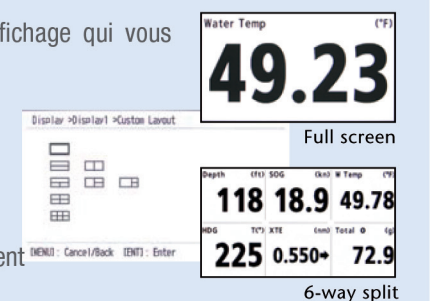 fichage qui vous
Water Temp (°F)
49.23
Full screen
Display >Display1 >Custom Layout
[MENU] : Cancel/Back [ENT] : Enter
ent
Depth (ft) SOG (kn) W Temp (°F)
118 18.9 49.78
HDG T(°) XTE (nm) Total (g)
225 0.550 72.9
6-way split